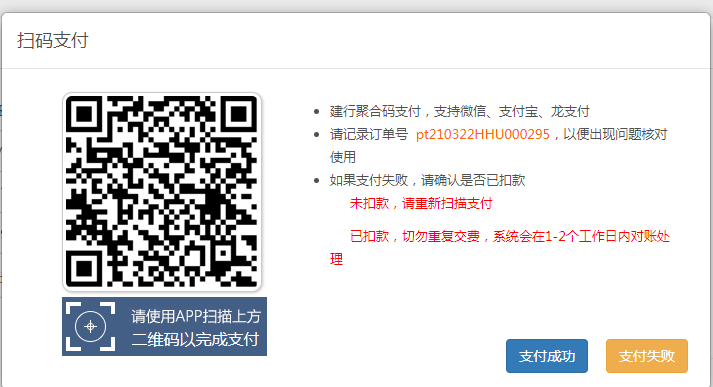 扫码支付
建行聚合码支付，支持微信、支付宝、龙支付
请记录订单号 pt210322HHU000295，以便出现问题核对
使用
如果支付失败，请确认是否已扣款
未扣款，请重新扫描支付
已扣款，切勿重复交费，系统会在1-2个工作日内对账处
理
请使用APP扫描上方
二维码以完成支付
支付成功
支付失败